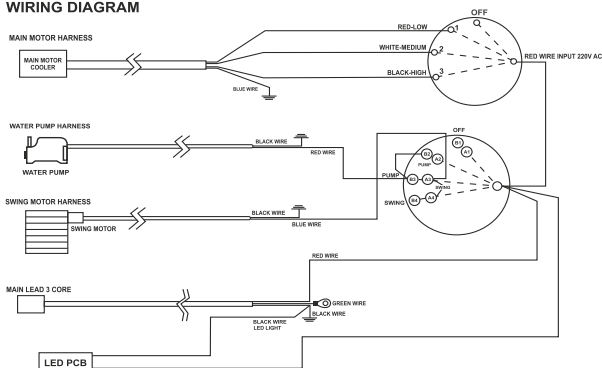 WIRING DIAGRAM
OFF
RED-LOW
1
MAIN MOTOR HARNESS
WHITE-MEDIUM
2
RED WIRE INPUT 220V AC
MAIN MOTOR
COOLER
BLACK-HIGH
3
BLUE WIRE
WATER PUMP HARNESS
OFF
BLACK WIRE
B1
A1
RED WIRE
B2
A2
PUMP
WATER PUMP
PUMP
B3
A3
SWING
SWING MOTOR HARNESS
SWING
B4
A4
BLACK WIRE
SWING MOTOR
BLUE WIRE
RED WIRE
MAIN LEAD 3 CORE
GREEN WIRE
BLACK WIRE
BLACK WIRE
LED LIGHT
LED PCB